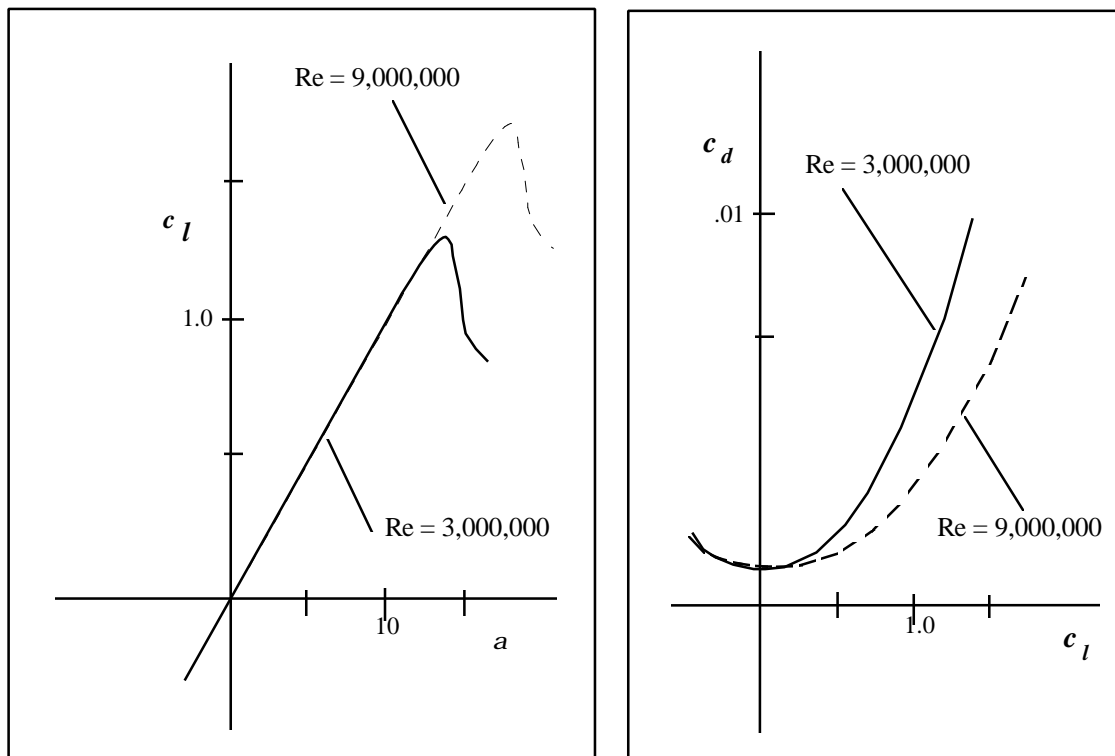 Re = 9,000,000
c l
1.0
Re = 3,000,000
10
a
c d
Re = 3,000,000
.01
Re = 9,000,000
1.0
c l